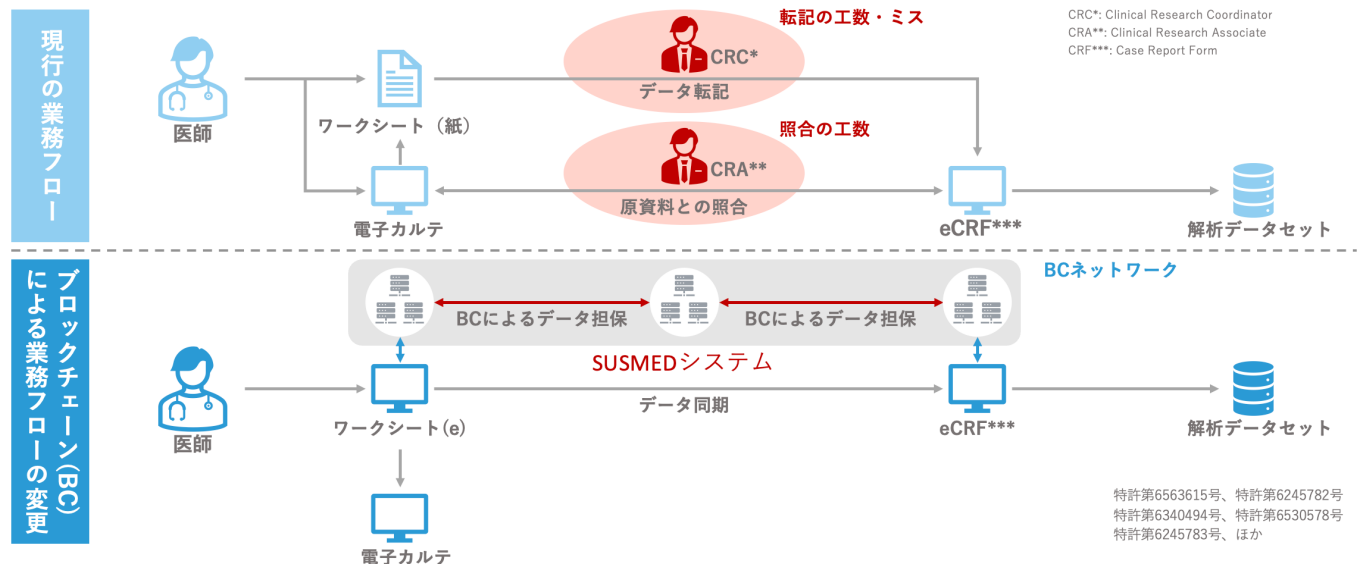 現行の業務フロー
転記の工数・ミス
CRC*
データ転記
医師
ワークシート（紙）
照合の工数
CRA**
原資料との照合
電子カルテ
eCRF***
解析データセット
CRC*: Clinical Research Coordinator
CRA**: Clinical Research Associate
CRF***: Case Report Form
ブロックチェーン(BC)
による業務フローの変更
BCネットワーク
BCによるデータ担保
BCによるデータ担保
SUSMEDシステム
データ同期
医師
ワークシート(e)
eCRF***
解析データセット
電子カルテ
特許第6563615号、特許第6245782号
特許第6340494号、特許第6530578号
特許第6245783号、ほか